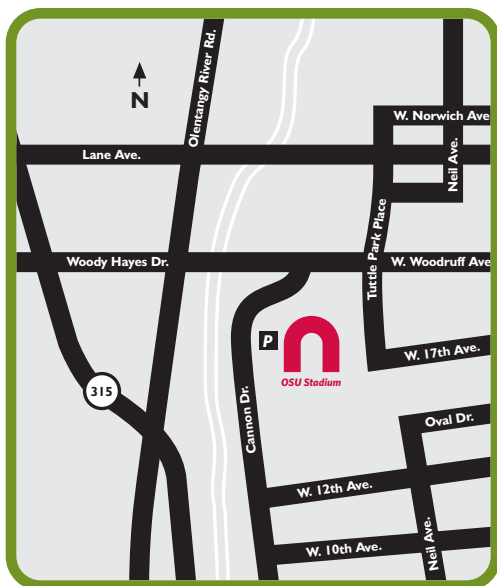 Olentangy River Rd.
N
W. Norwich Ave
Lane Ave.
Neil Ave.
Tuttle Park Place
Woody Hayes Dr.
W. Woodruff Ave
P
OSU Stadium
W. 17th Ave.
315
Cannon Dr.
Oval Dr.
W. 12th Ave.
W. 10th Ave.
Neil Ave.